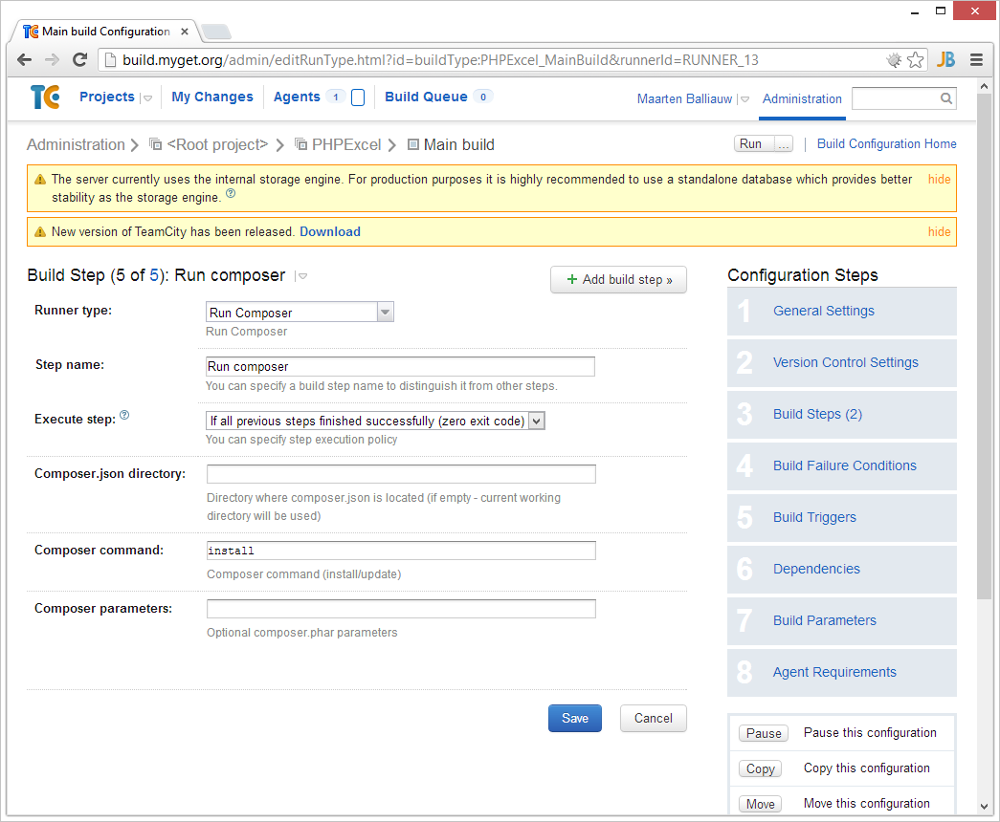 TC Main build Configuration ×
build.myget.org/admin/editRunType.html?id=buildType:PHPExcel_MainBuild&runnerId=RUNNER_13 JB
TC Projects My Changes Agents 1 Build Queue 0 Maarten Balliauw Administration
Administration <Root project> PHPExcel Main build Run ... Build Configuration Home
The server currently uses the internal storage engine. For production purposes it is highly recommended to use a standalone database which provides better hide
stability as the storage engine. ?
New version of TeamCity has been released. Download hide
Build Step (5 of 5): Run composer + Add build step »
Runner type: Run Composer
Run Composer
Step name: Run composer
You can specify a build step name to distinguish it from other steps.
Execute step: ? If all previous steps finished successfully (zero exit code)
You can specify step execution policy
Composer.json directory:
Directory where composer.json is located (if empty - current working
directory will be used)
Composer command: install
Composer command (install/update)
Composer parameters:
Optional composer.phar parameters
Save Cancel
Configuration Steps
1 General Settings
2 Version Control Settings
3 Build Steps (2)
4 Build Failure Conditions
5 Build Triggers
6 Dependencies
7 Build Parameters
8 Agent Requirements
Pause Pause this configuration
Copy Copy this configuration
Move Move this configuration